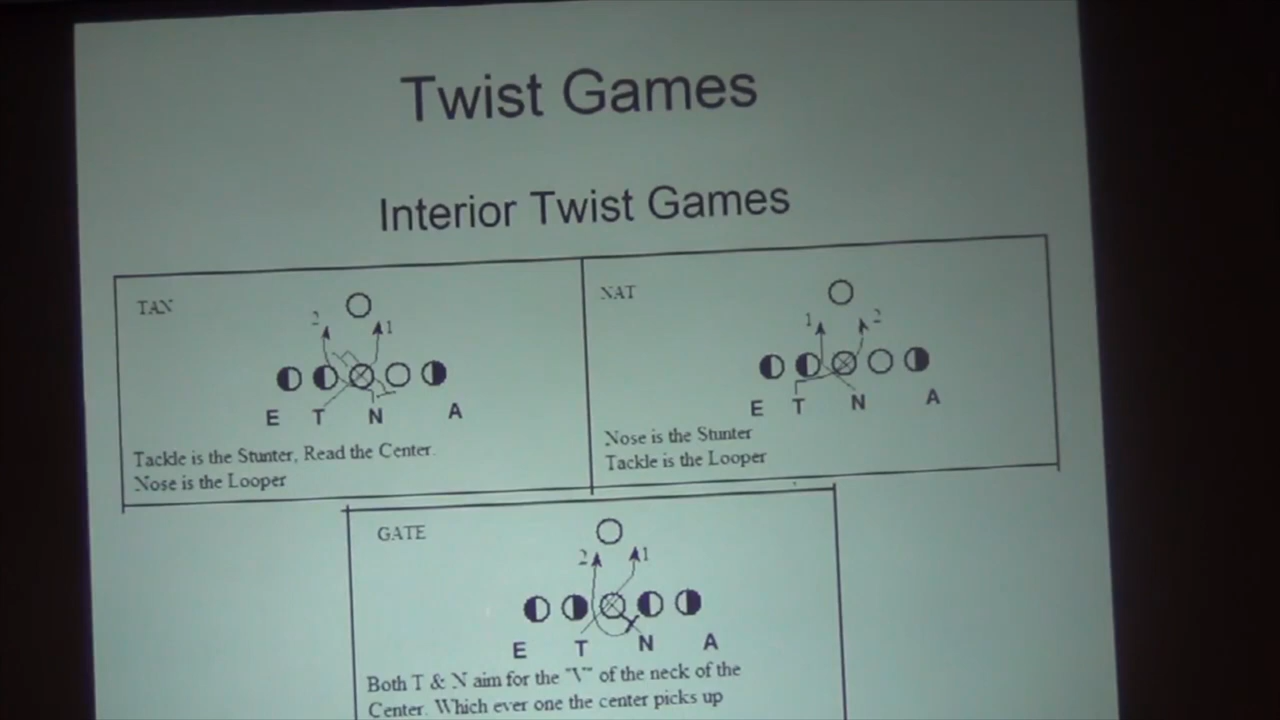 Twist Games
Interior Twist Games
TAN
2
1
E T N A
Tackle is the Stunter, Read the Center.
Nose is the Looper
NAT
1
2
E T N A
Nose is the Stunter
Tackle is the Looper
GATE
2
1
E T N A
Both T & N aim for the "V" of the neck of the
Center. Which ever one the center picks up